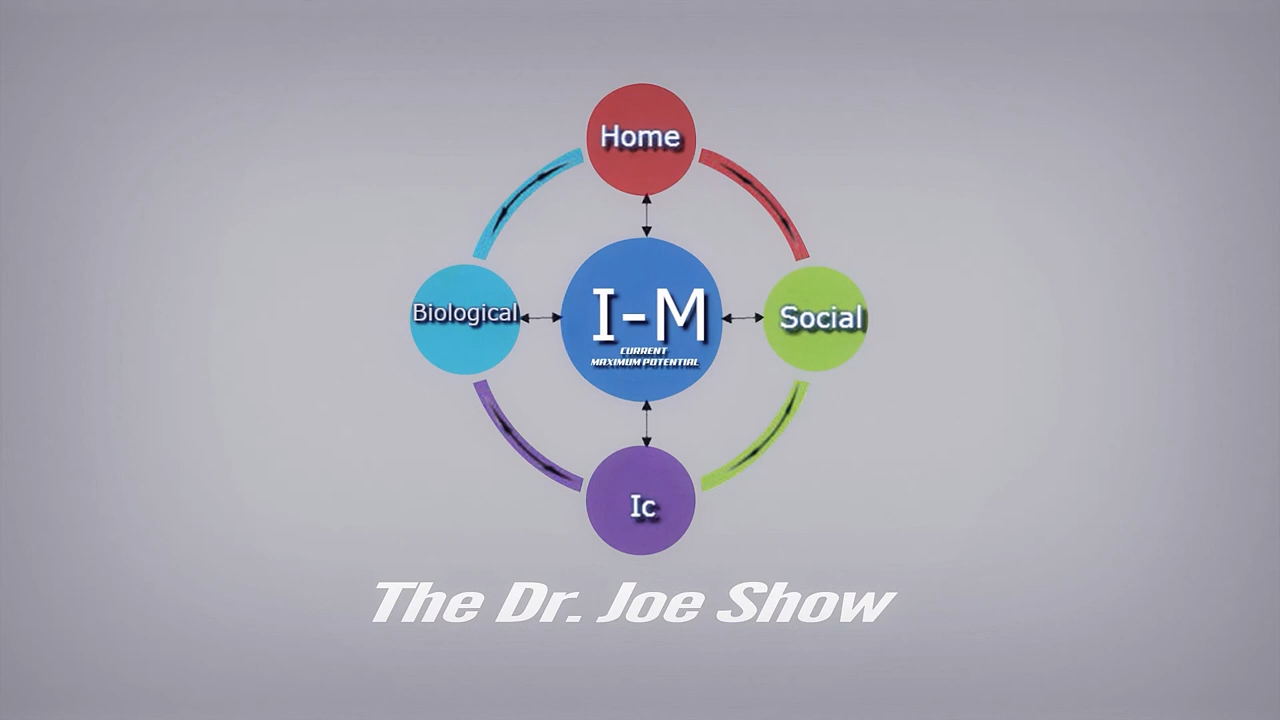 Home
Biological
I-M
CURRENT
MAXIMUM POTENTIAL
Social
Ic
The Dr. Joe Show